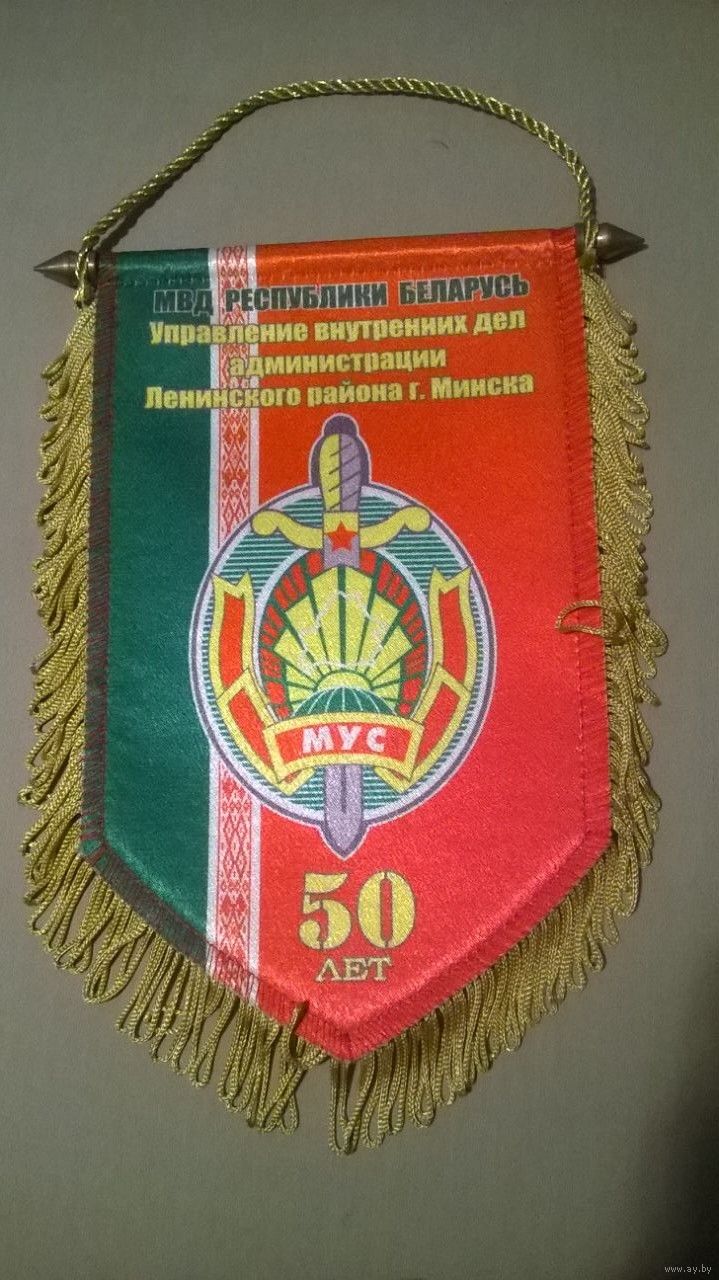 МВД РЕСПУБЛИКИ БЕЛАРУСЬ
Управление внутренних дел
администрации
Ленинского района г. Минска
МУС
50
ЛЕТ
www.ay.by